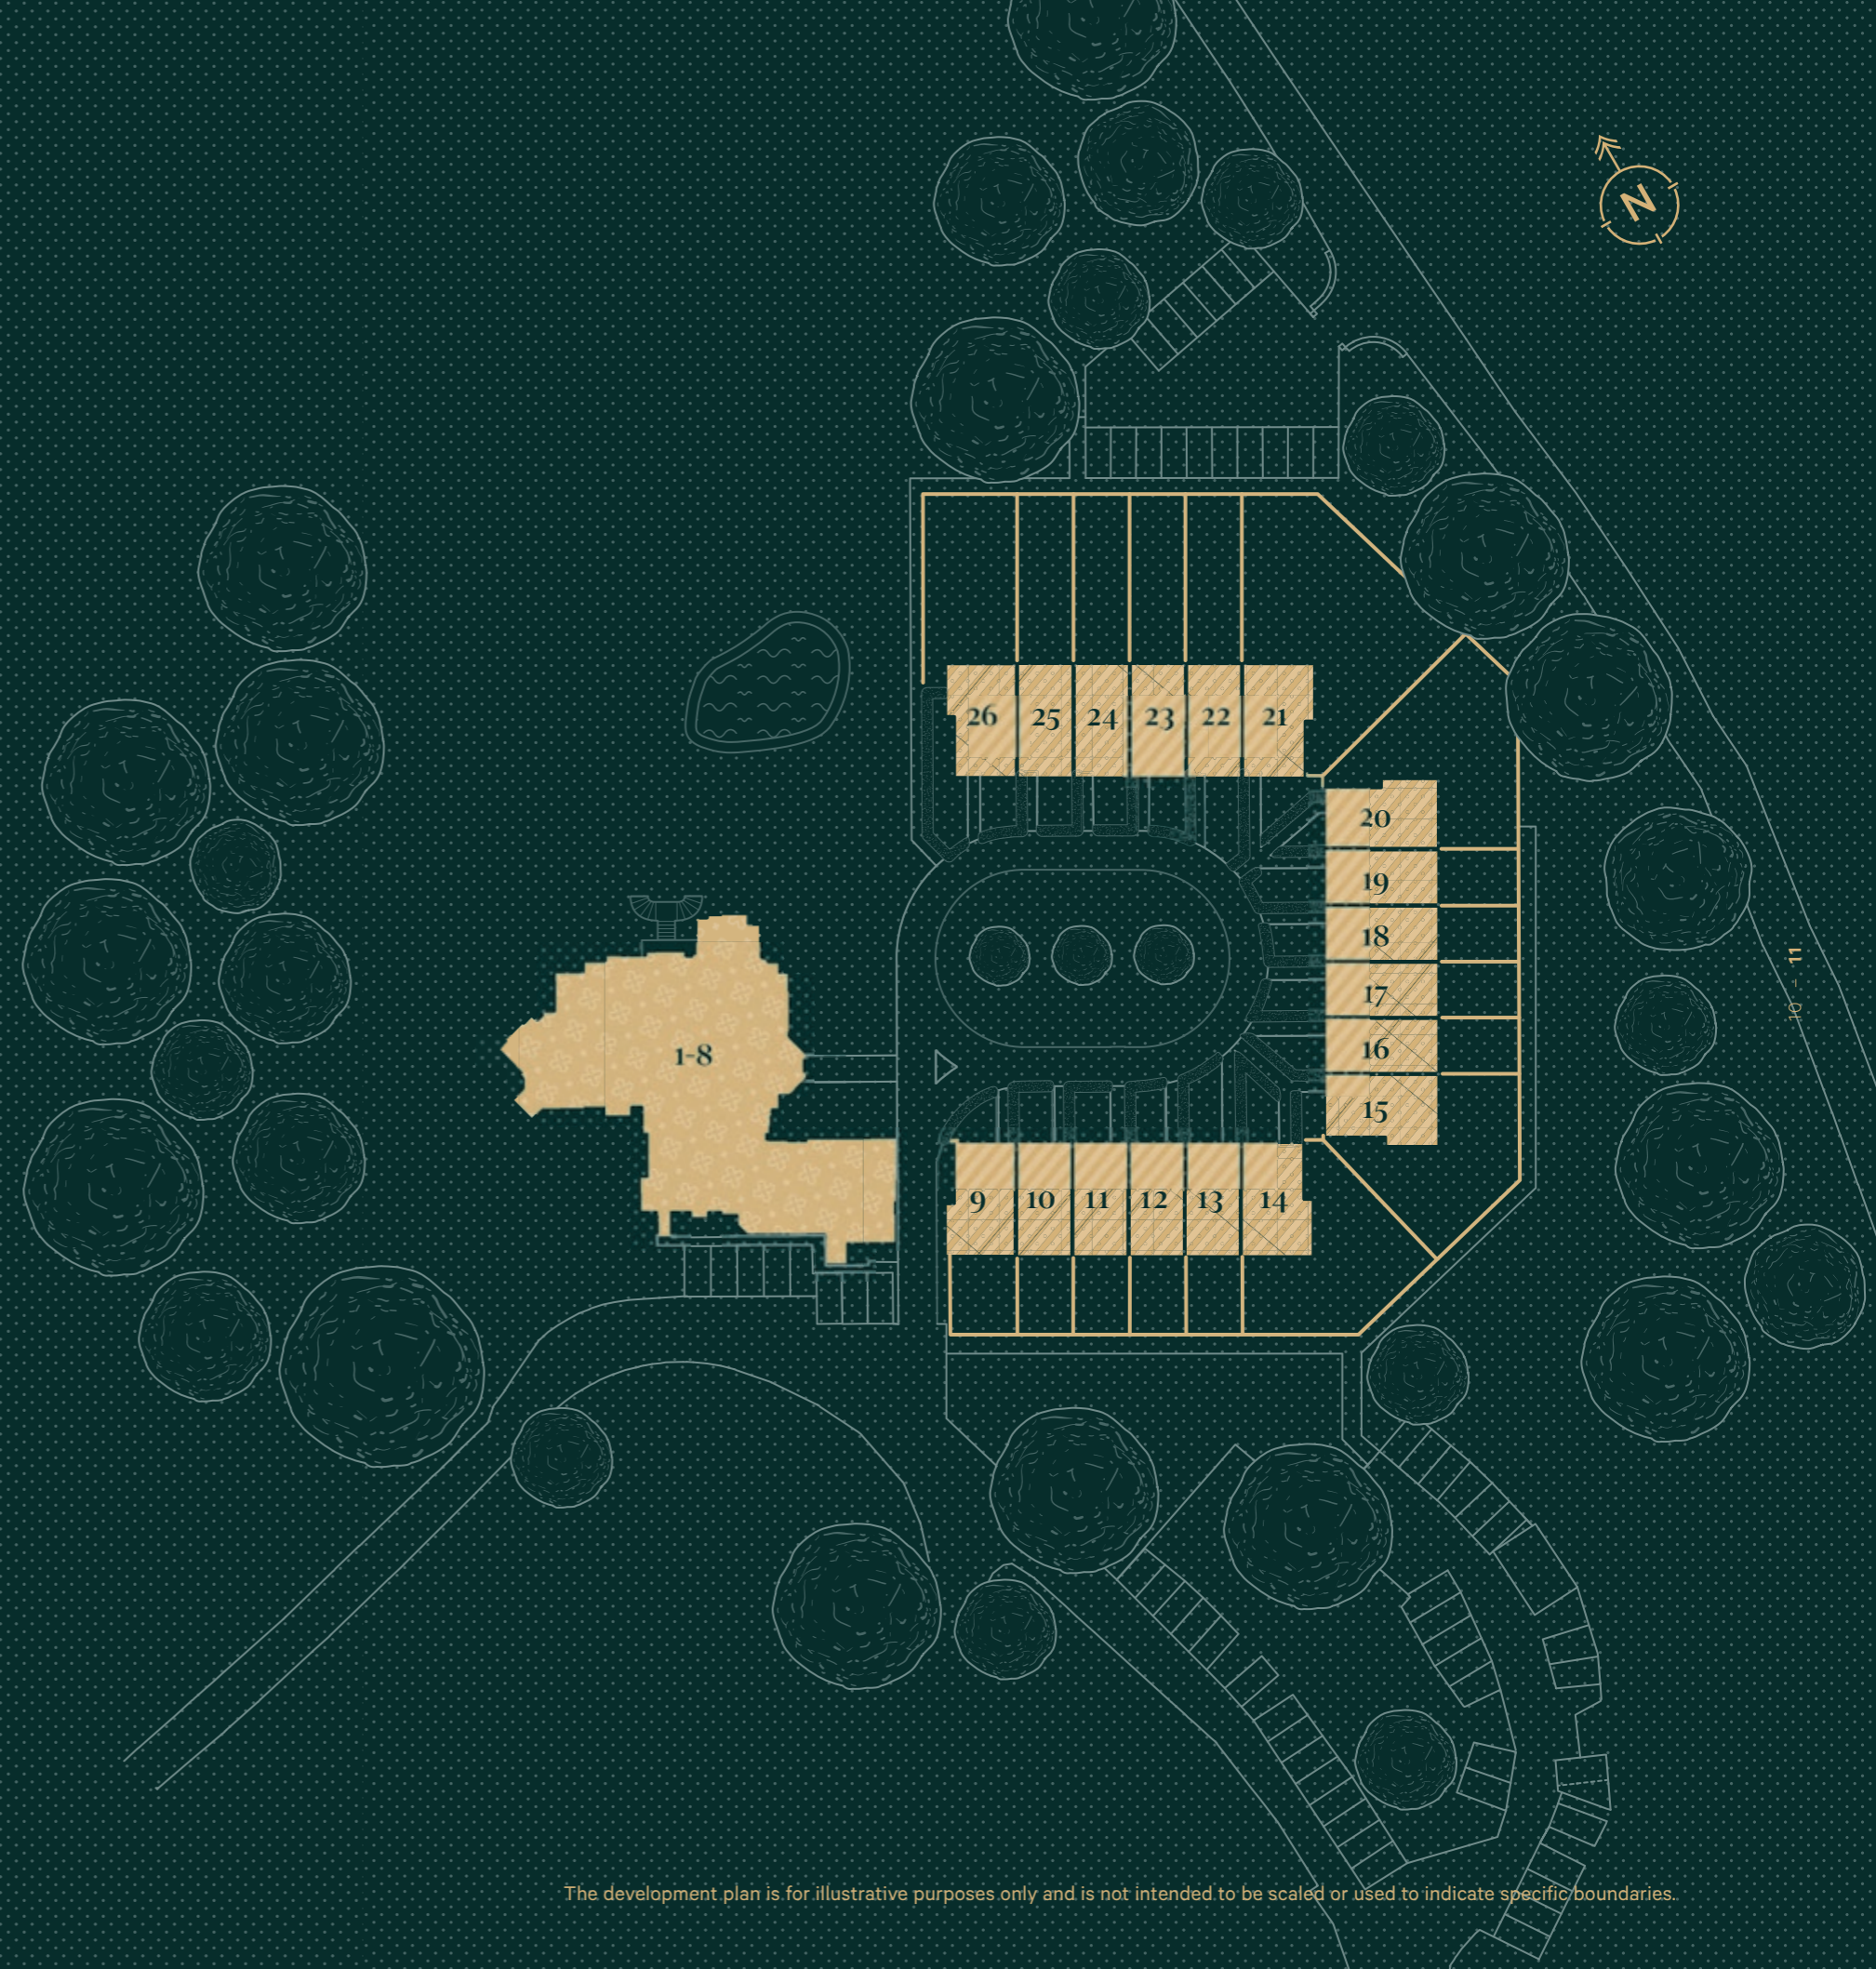 N
26 25 24 23 22 21
20
19
18
17
16
15
1-8
9 10 11 12 13 14
10 – 11
The development plan is for illustrative purposes only and is not intended to be scaled or used to indicate specific boundaries.